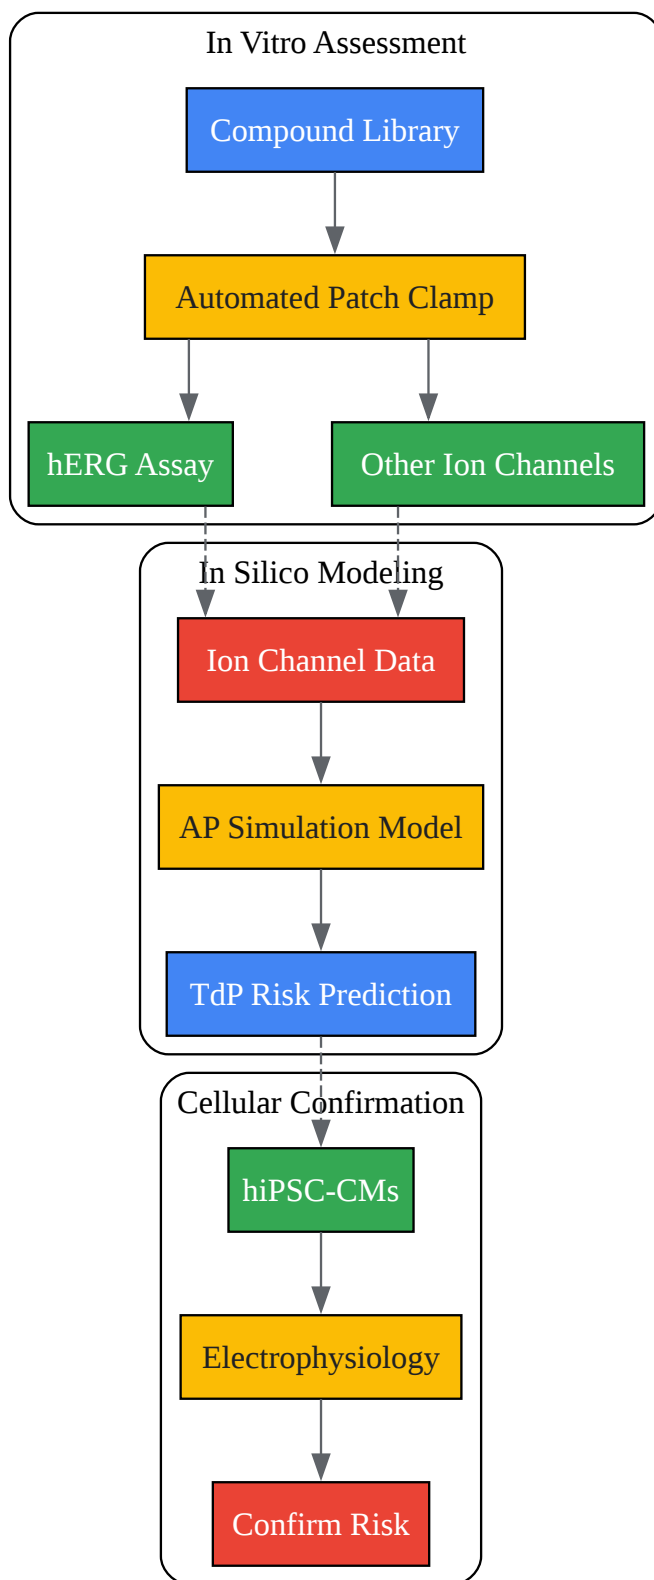 In Vitro Assessment
Compound Library
Automated Patch Clamp
hERG Assay
Other Ion Channels
In Silico Modeling
Ion Channel Data
AP Simulation Model
TdP Risk Prediction
Cellular Confirmation
hiPSC-CMs
Electrophysiology
Confirm Risk